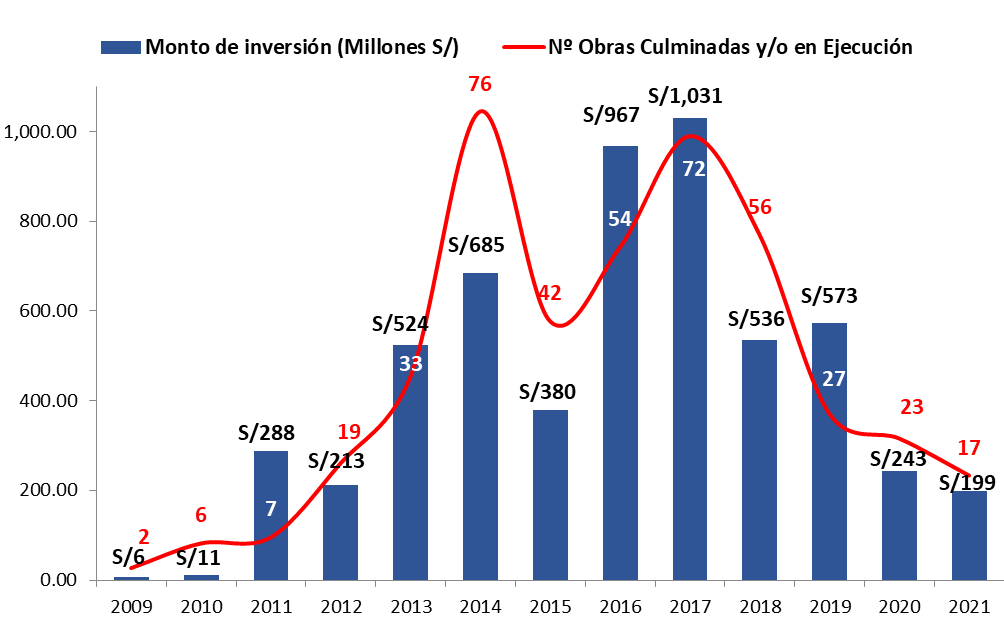 Monto de inversión (Millones S/) Nº Obras Culminadas y/o en Ejecución
76
S/1,031
S/967
1,000.00
72
54
56
800.00
S/685
42
600.00
S/573
S/524
S/536
33
27
S/380
400.00
23
S/288
19
17
S/213
S/243
S/199
200.00
7
6
2
S/6
S/11
0.00
2009 2010 2011 2012 2013 2014 2015 2016 2017 2018 2019 2020 2021